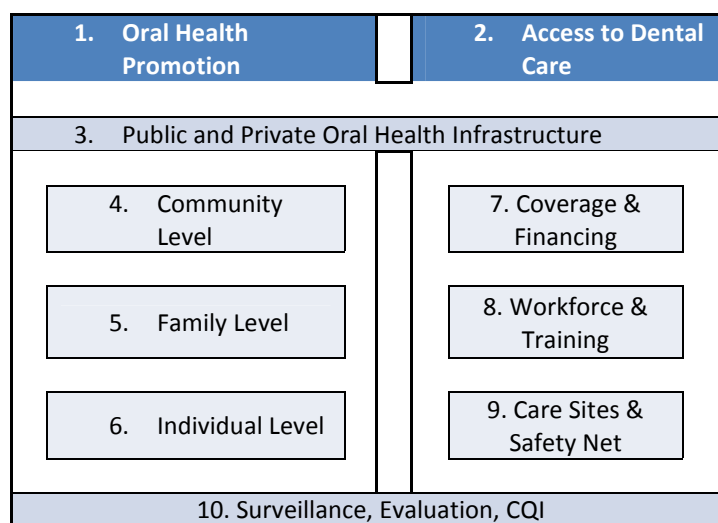 1. Oral Health
Promotion
2. Access to Dental
Care
3. Public and Private Oral Health Infrastructure
4. Community
Level
7. Coverage &
Financing
5. Family Level
8. Workforce &
Training
6. Individual Level
9. Care Sites &
Safety Net
10. Surveillance, Evaluation, CQI